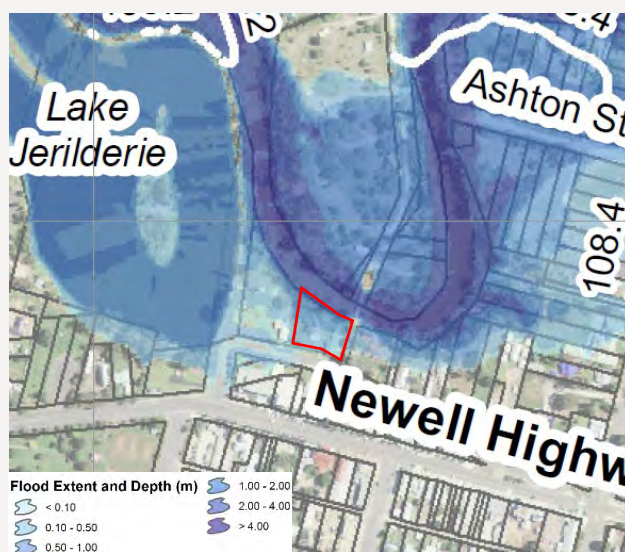 Lake
Jerilderie
Ashton St
108.4
Newell Highw
Flood Extent and Depth (m)
< 0.10
0.10 - 0.50
0.50 - 1.00
1.00 - 2.00
2.00 - 4.00
> 4.00